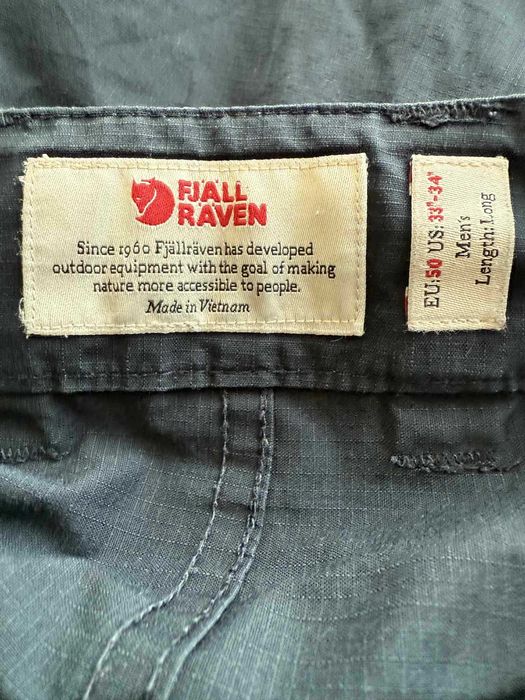 FJÄLL
RÄVEN
Since 1960 Fjällräven has developed
outdoor equipment with the goal of making
nature more accessible to people.
Made in Vietnam
EU:50 US:33"-34"
Men's
Length: Long